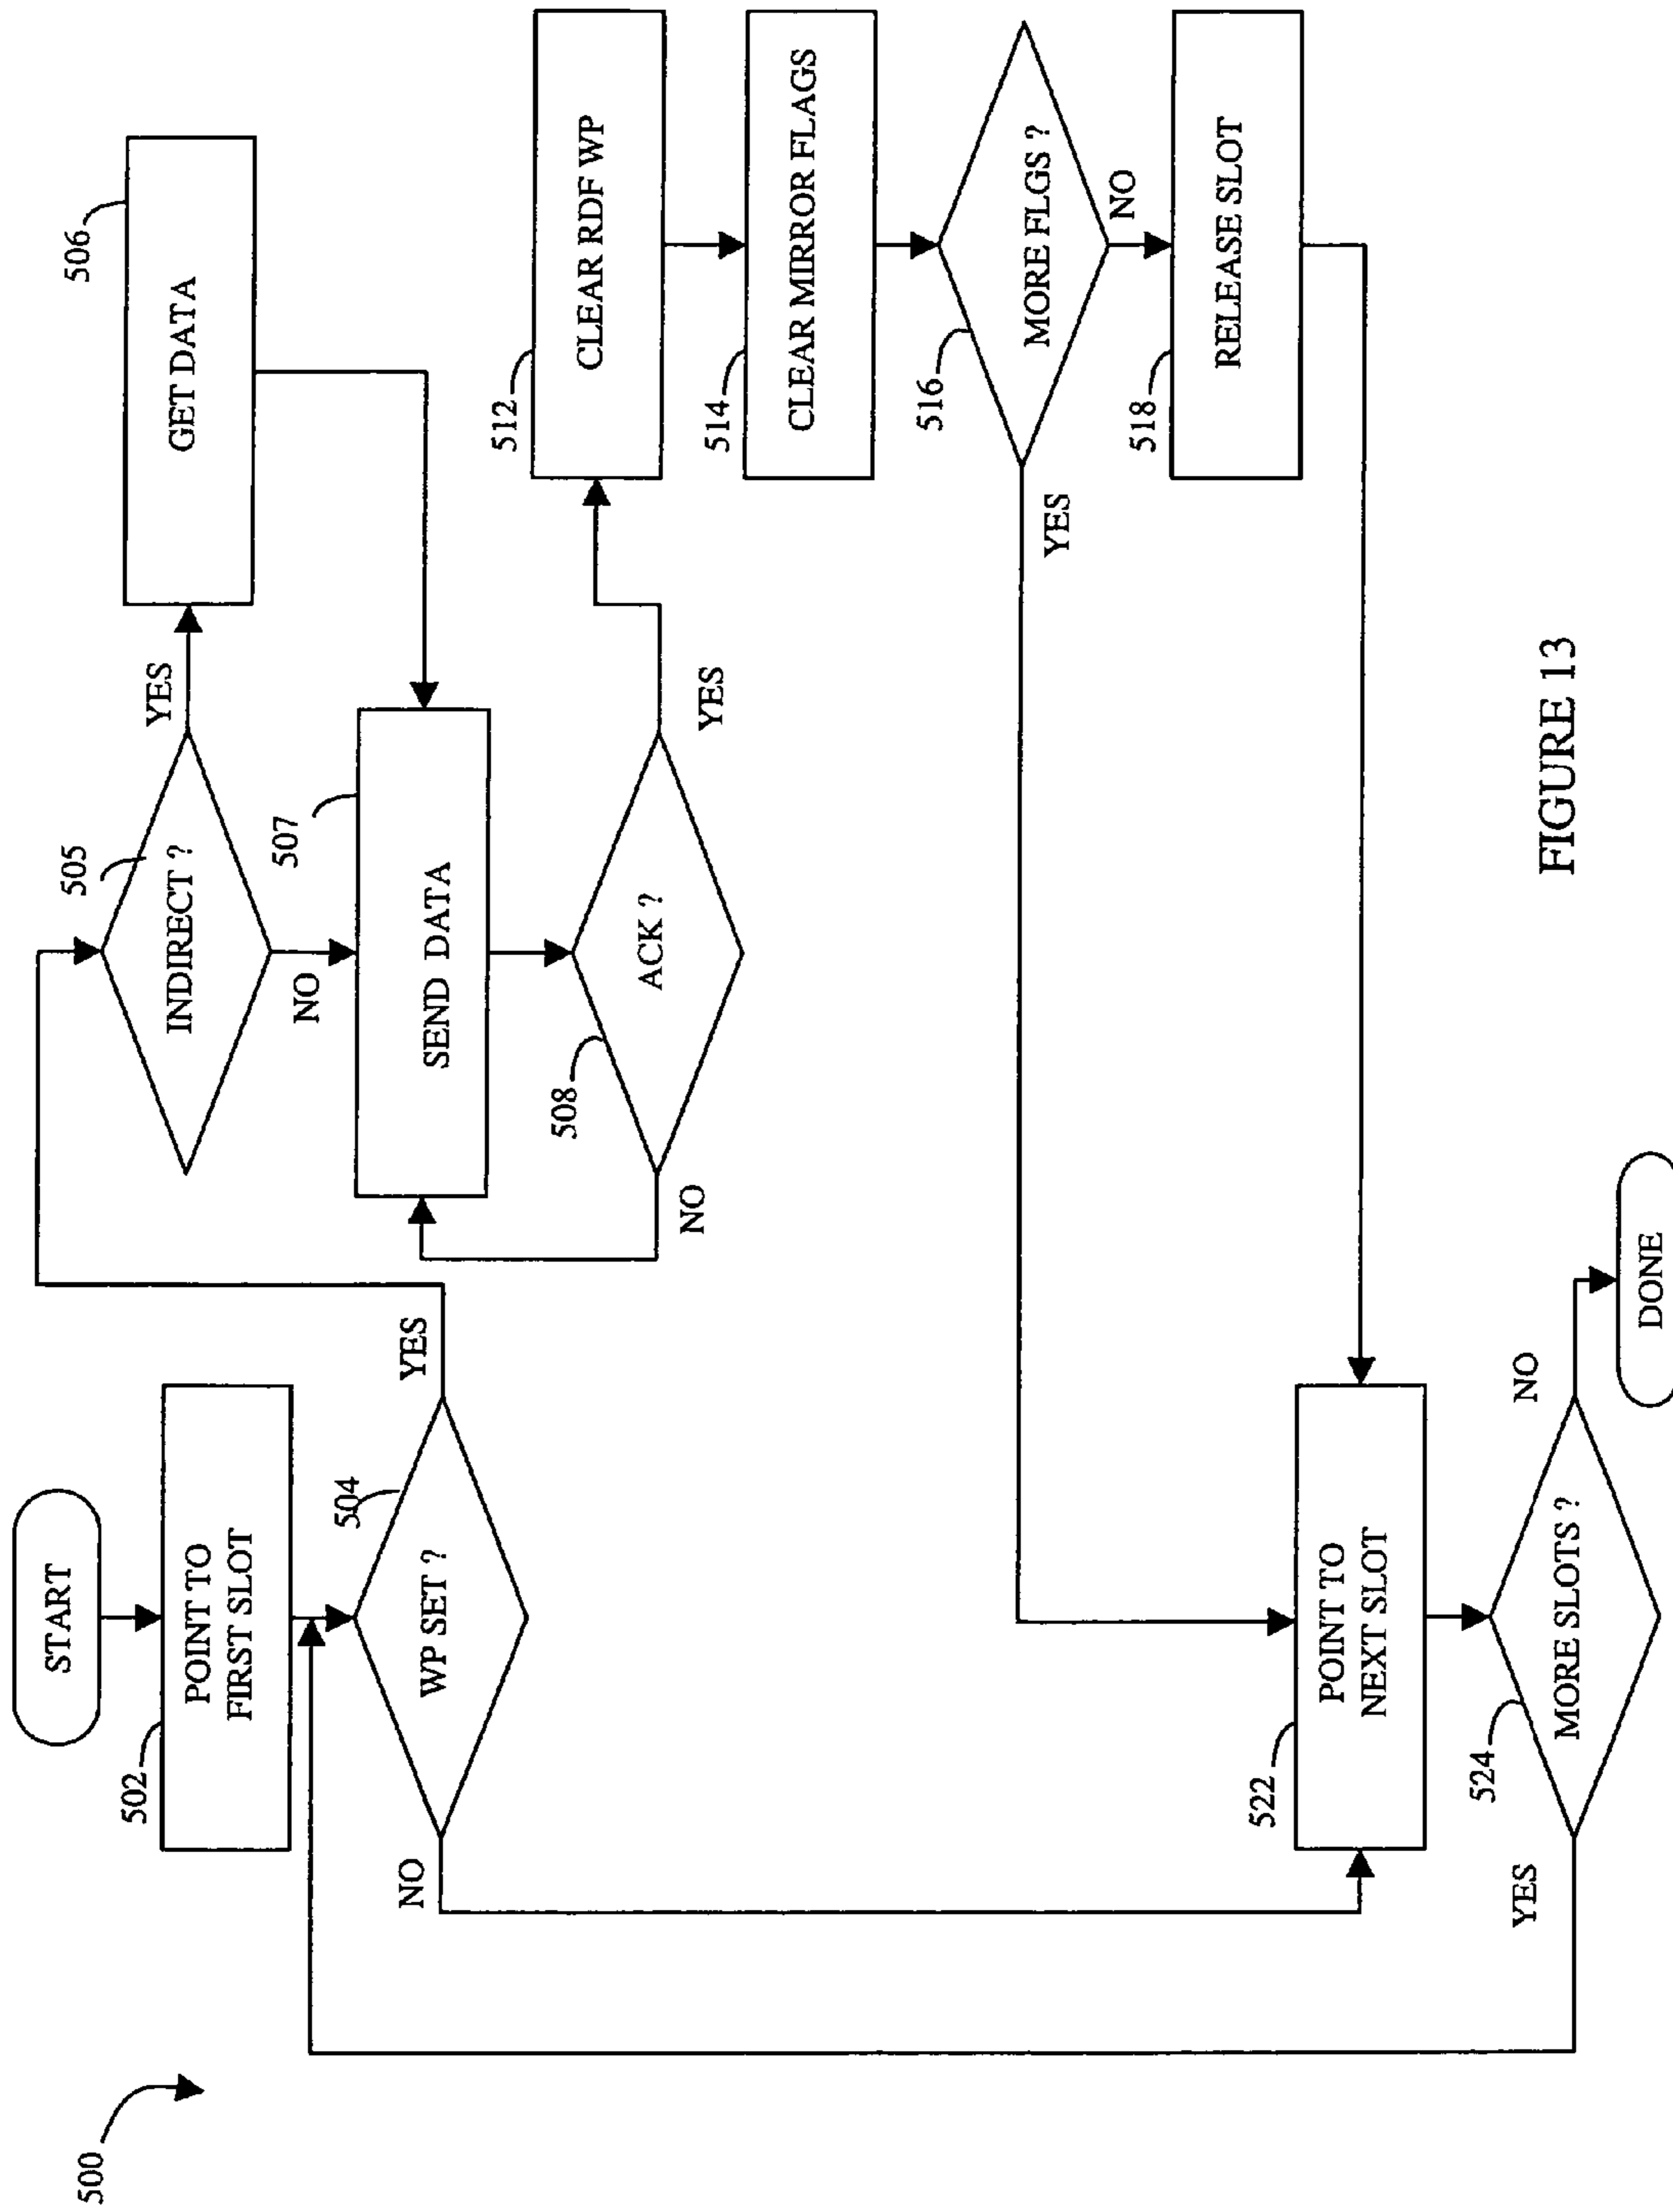 500
START
502
POINT TO
FIRST SLOT
504
WP SET ?
YES
NO
505
INDIRECT ?
YES
NO
506
GET DATA
507
SEND DATA
508
ACK ?
NO
YES
512
CLEAR RDF WP
514
CLEAR MIRROR FLAGS
516
MORE FLGS ?
YES
NO
518
RELEASE SLOT
522
POINT TO
NEXT SLOT
524
MORE SLOTS ?
YES
NO
DONE
FIGURE 13